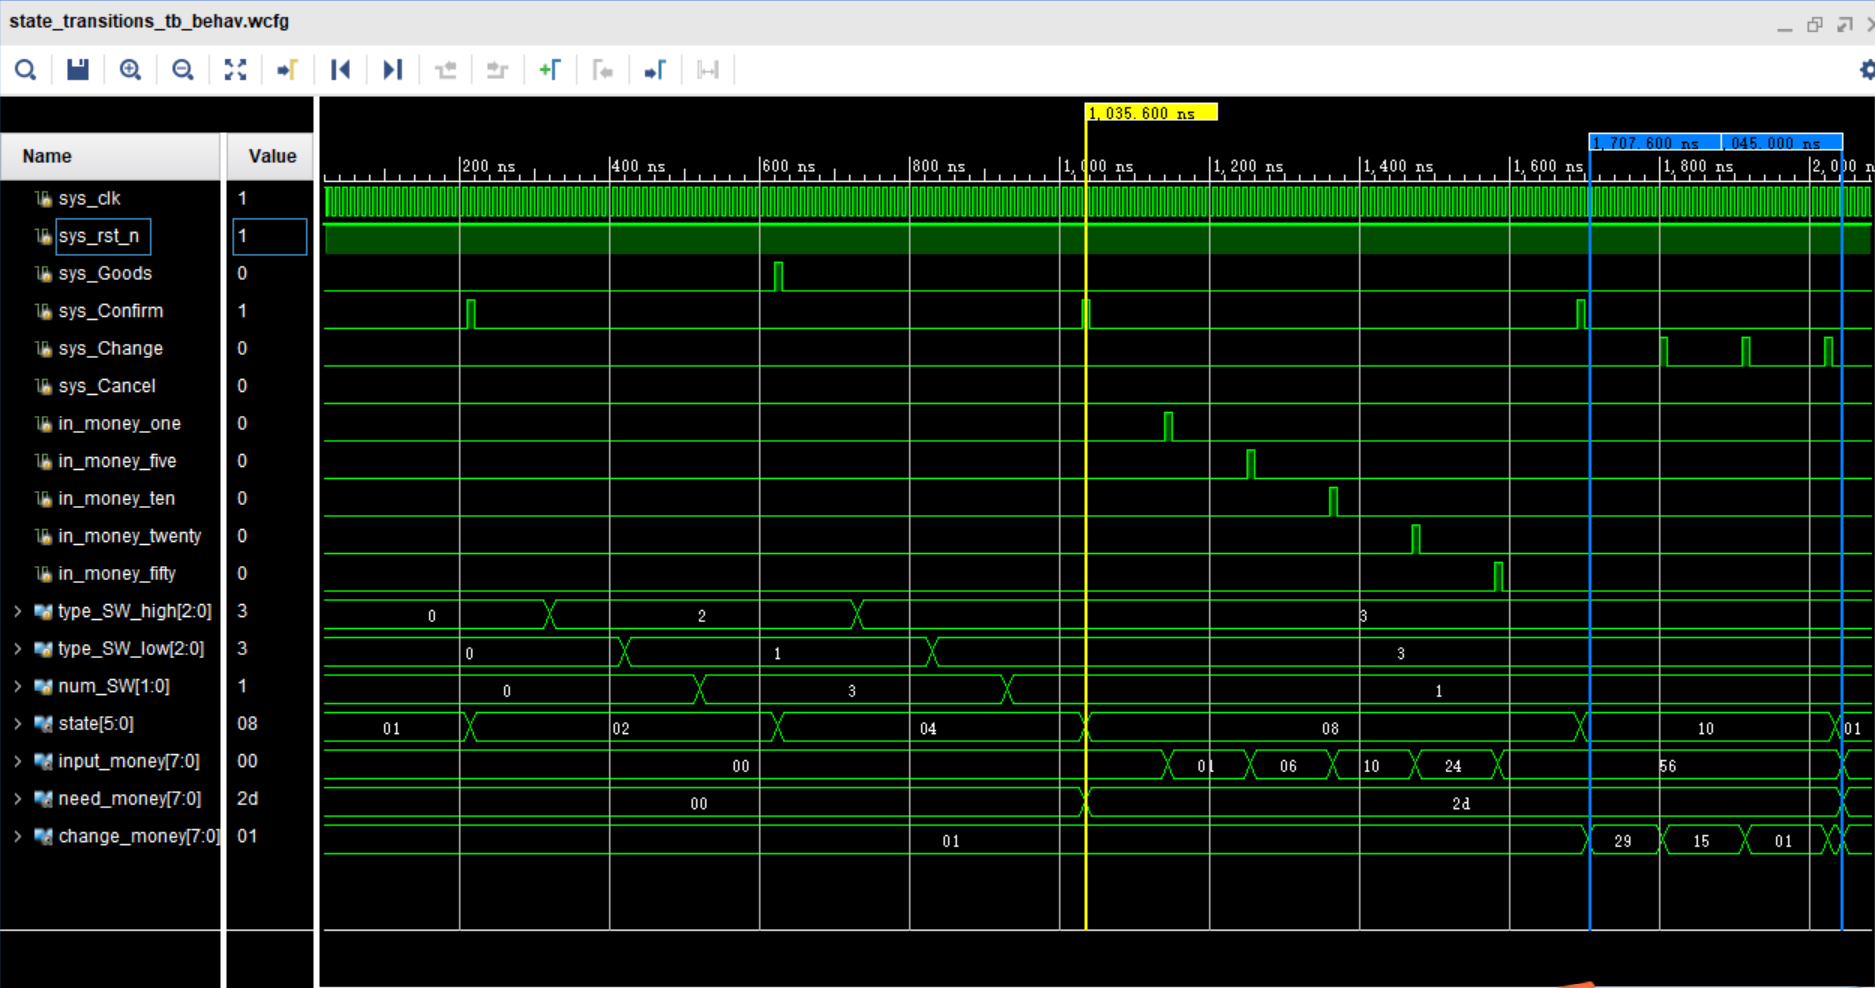 state_transitions_tb_behav.wcfg
1,035.600 ns
1,707.600 ns 045.000 ns
Name Value
200 ns 400 ns 600 ns 800 ns 1,000 ns 1,200 ns 1,400 ns 1,600 ns 1,800 ns 2,000 n
sys_clk 1
sys_rst_n 1
sys_Goods 0
sys_Confirm 1
sys_Change 0
sys_Cancel 0
in_money_one 0
in_money_five 0
in_money_ten 0
in_money_twenty 0
in_money_fifty 0
type_SW_high[2:0] 3 0 2 3
type_SW_low[2:0] 3 0 1 3
num_SW[1:0] 1 0 3 1
state[5:0] 08 01 02 04 08 10 01
input_money[7:0] 00 00 01 06 10 24 56
need_money[7:0] 2d 00 2d
change_money[7:0] 01 01 29 15 01